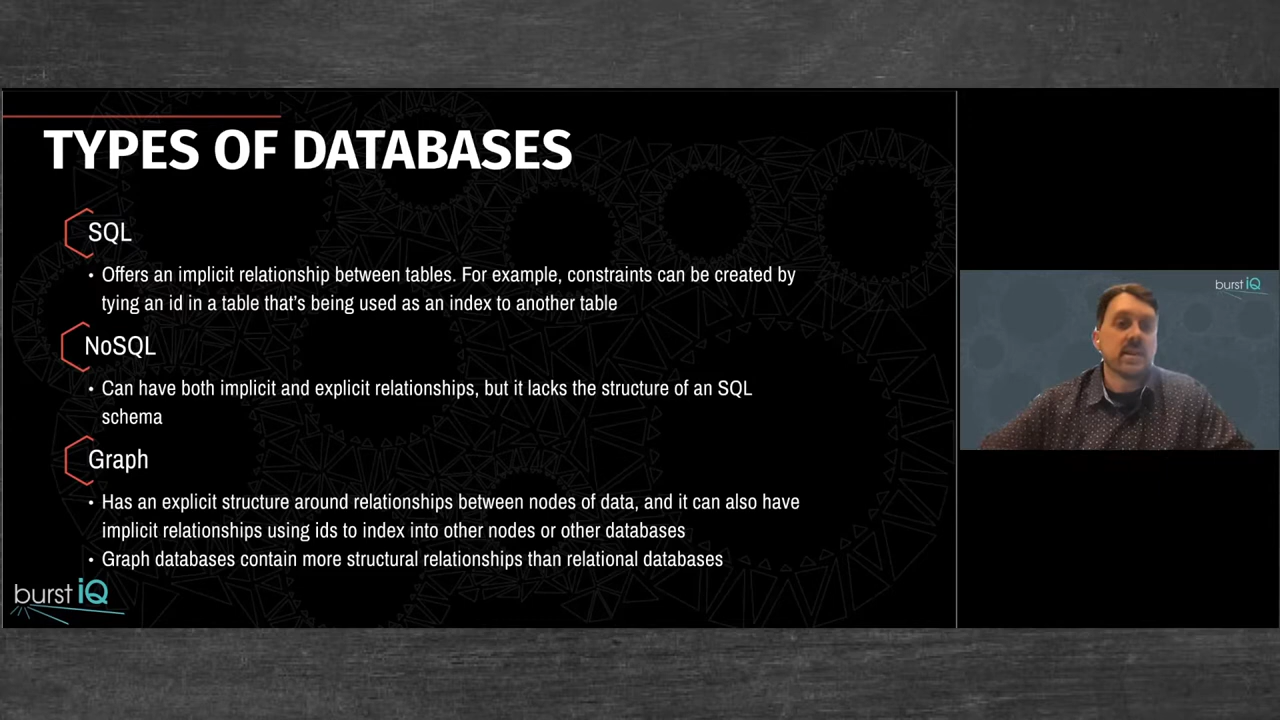 TYPES OF DATABASES
SQL
• Offers an implicit relationship between tables. For example, constraints can be created by
tying an id in a table that's being used as an index to another table
NoSQL
• Can have both implicit and explicit relationships, but it lacks the structure of an SQL
schema
Graph
• Has an explicit structure around relationships between nodes of data, and it can also have
implicit relationships using ids to index into other nodes or other databases
• Graph databases contain more structural relationships than relational databases
burst iQ
burst iQ